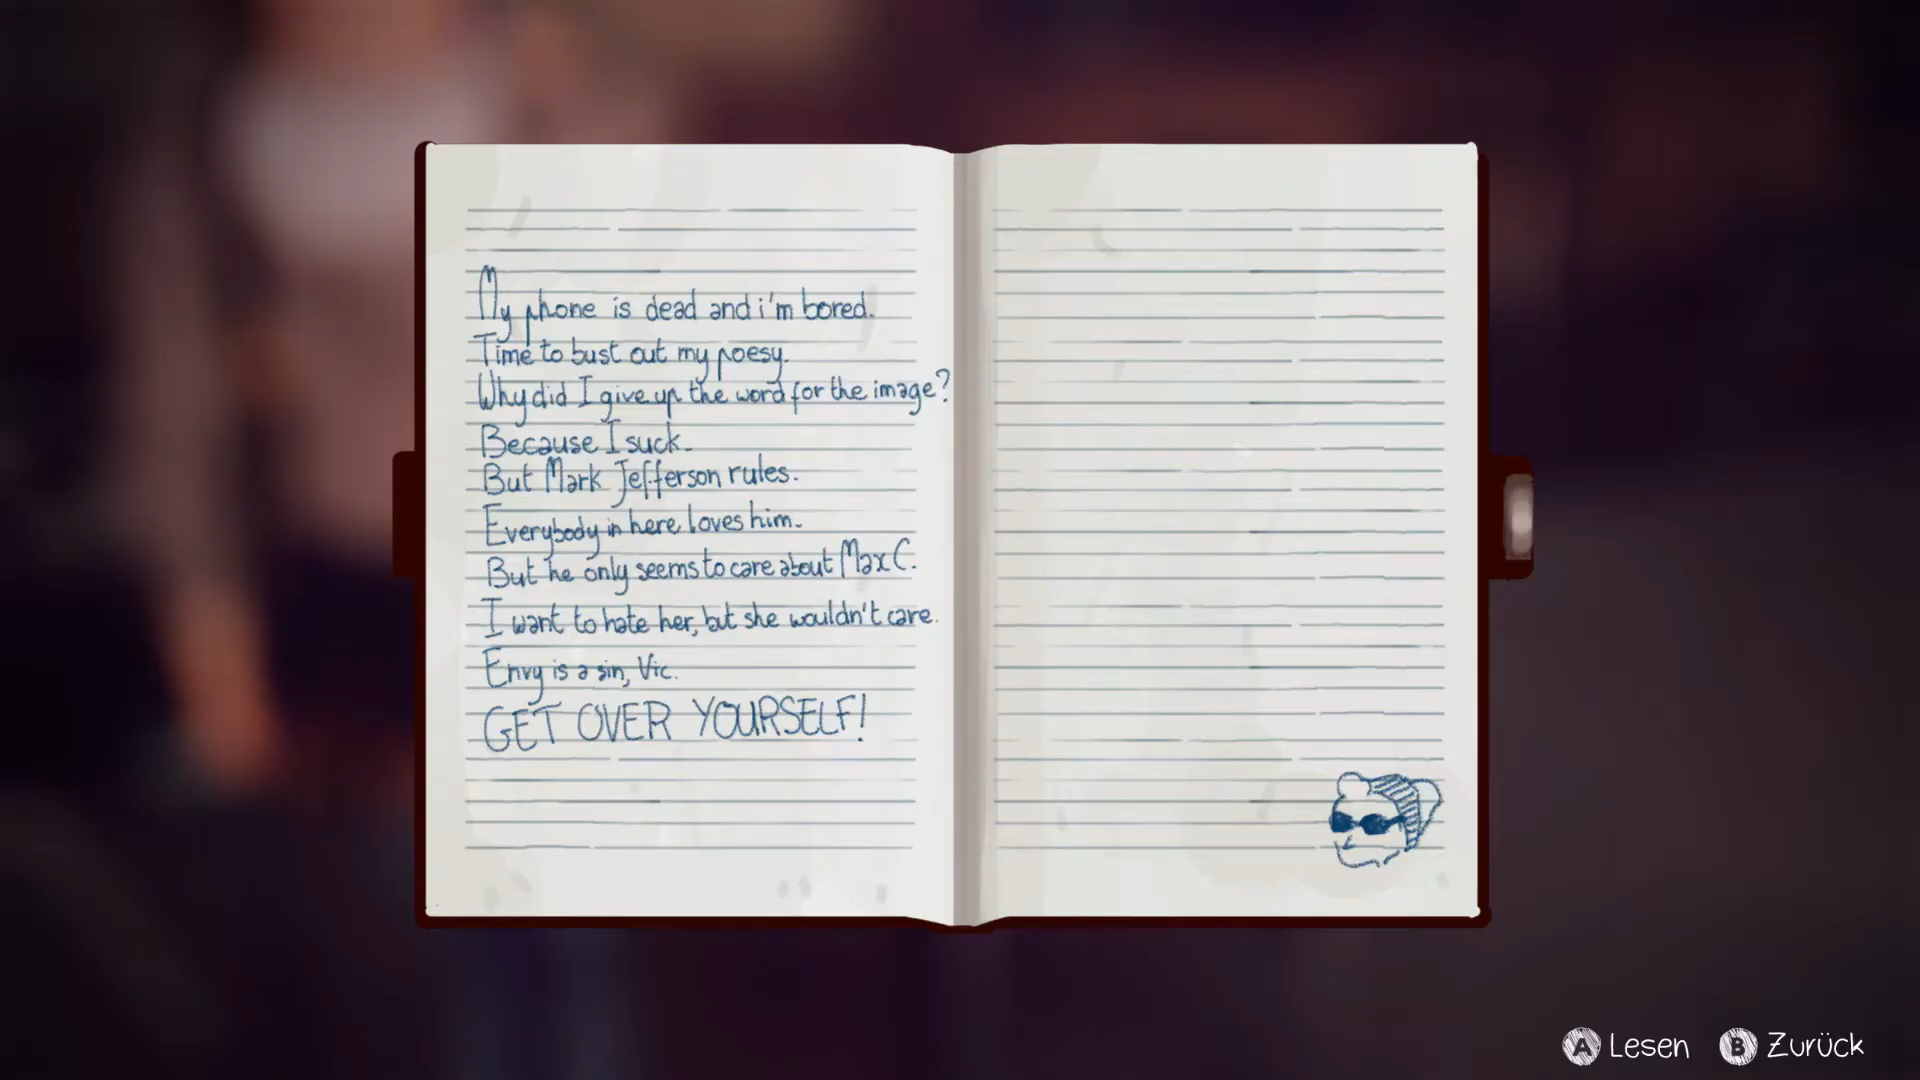 My phone is dead and i'm bored.
Time to bust out my poesy.
Why did I give up the word for the image?
Because I suck.
But Mark Jefferson rules.
Everybody in here loves him.
But he only seems to care about Max C.
I want to hate her, but she wouldn't care.
Envy is a sin, Vic.
GET OVER YOURSELF!
A Lesen B Zurück